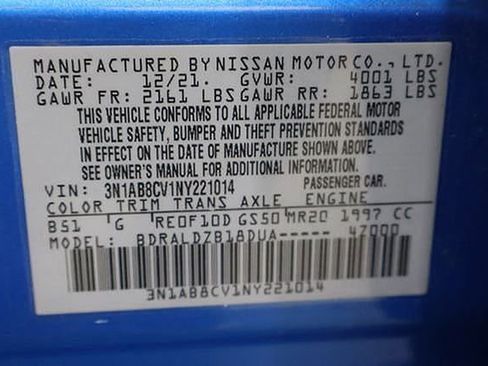 MANUFACTURED BY NISSAN MOTOR CO., LTD.
DATE: 12/21. GVWR: 4001 LBS
GAWR FR: 2161 LBS GAWR RR: 1863 LBS
THIS VEHICLE CONFORMS TO ALL APPLICABLE FEDERAL MOTOR
VEHICLE SAFETY, BUMPER AND THEFT PREVENTION STANDARDS
IN EFFECT ON THE DATE OF MANUFACTURE SHOWN ABOVE.
SEE OWNER'S MANUAL FOR ADDITIONAL INFORMATION.
VIN: 3N1AB8CV1NY221014 PASSENGER CAR.
COLOR TRIM TRANS AXLE ENGINE
B51 G RE0F10D GS50 MR20 1997 CC
MODEL: BDRALDZB18DUA----- 47000
3N1AB8CV1NY221014